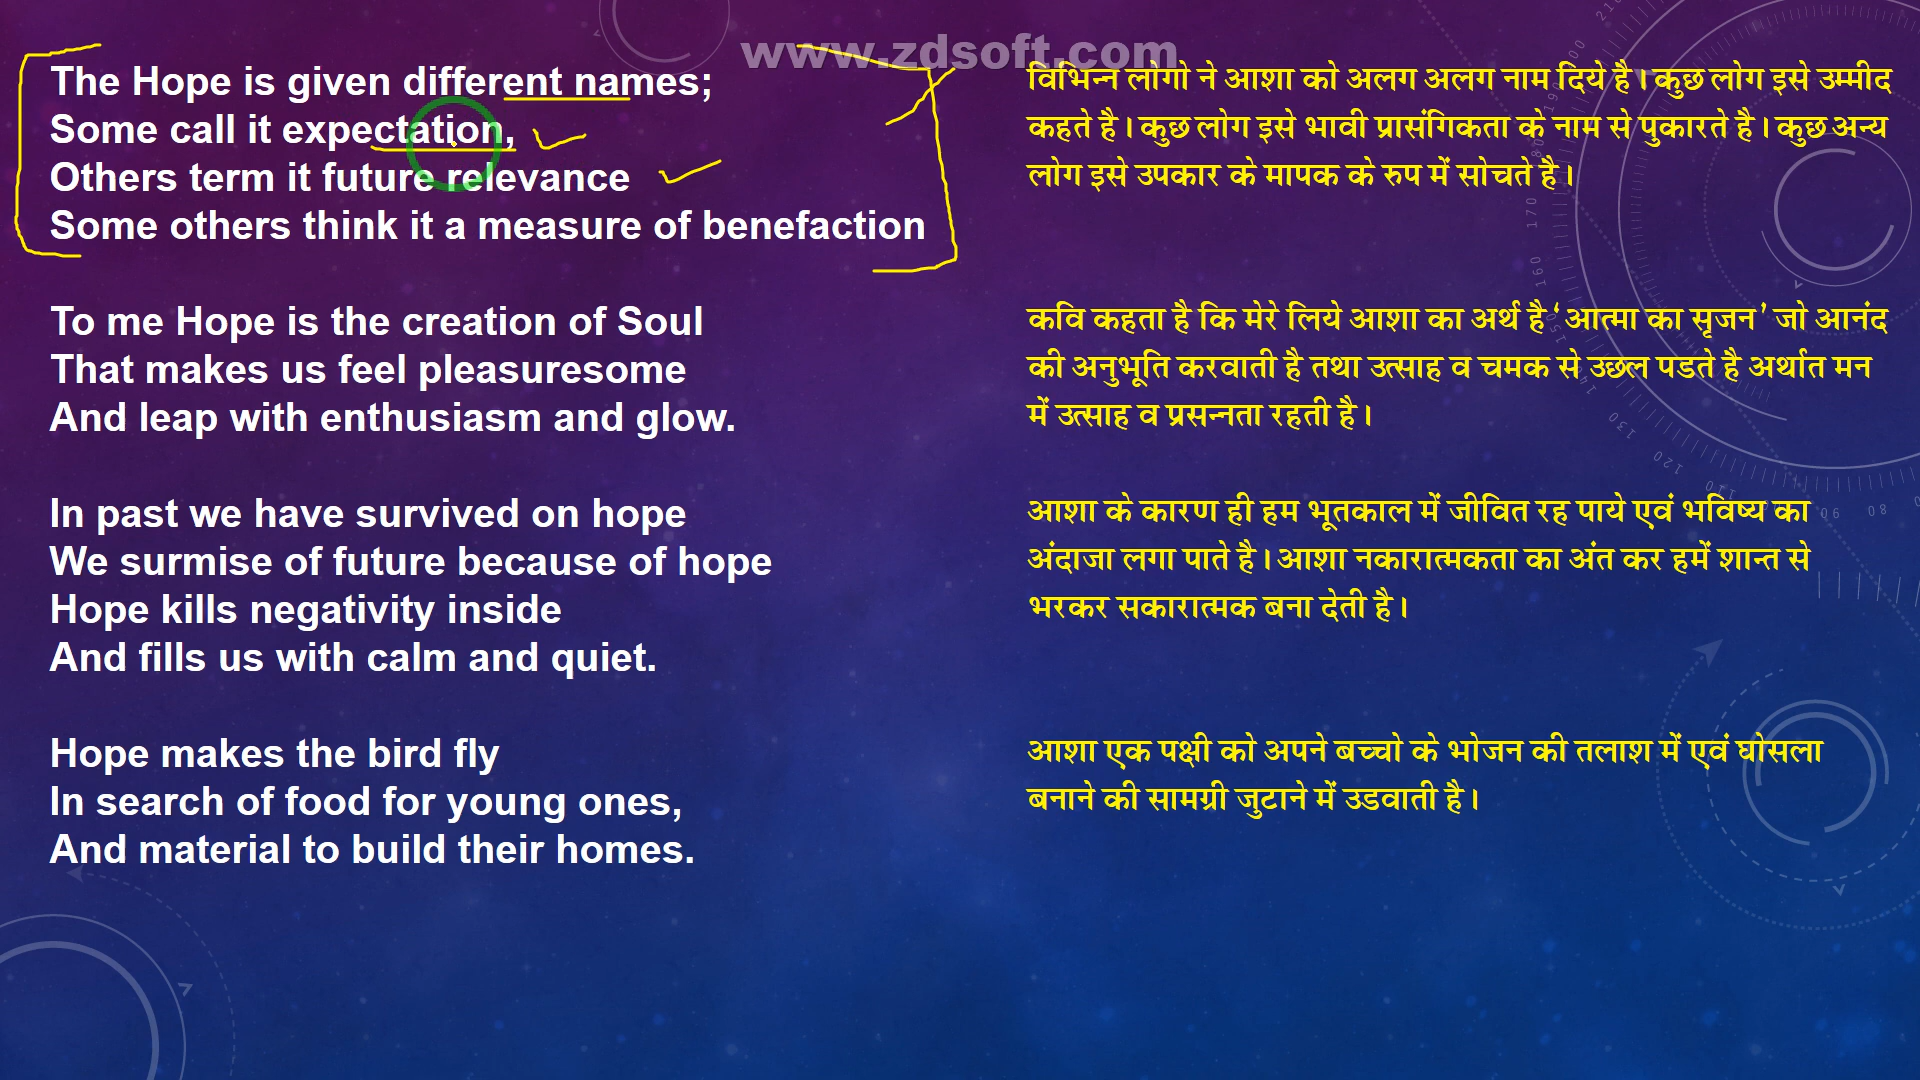 www.zdsoft.com
The Hope is given different names;
Some call it expectation,
Others term it future relevance
Some others think it a measure of benefaction
To me Hope is the creation of Soul
That makes us feel pleasuresome
And leap with enthusiasm and glow.
In past we have survived on hope
We surmise of future because of hope
Hope kills negativity inside
And fills us with calm and quiet.
Hope makes the bird fly
In search of food for young ones,
And material to build their homes.
विभिन्न लोगो ने आशा को अलग अलग नाम दिये है। कुछ लोग इसे उम्मीद
कहते है। कुछ लोग इसे भावी प्रासंगिकता के नाम से पुकारते है। कुछ अन्य
लोग इसे उपकार के मापक के रुप में सोचते है।
कवि कहता है कि मेरे लिये आशा का अर्थ है ‘आत्मा का सृजन’ जो आनंद
की अनुभूति करवाती है तथा उत्साह व चमक से उछल पडते है अर्थात मन
में उत्साह व प्रसन्नता रहती है।
आशा के कारण ही हम भूतकाल में जीवित रह पाये एवं भविष्य का
अंदाजा लगा पाते है। आशा नकारात्मकता का अंत कर हमें शान्त से
भरकर सकारात्मक बना देती है।
आशा एक पक्षी को अपने बच्चो के भोजन की तलाश में एवं घोसला
बनाने की सामग्री जुटाने में उडवाती है।